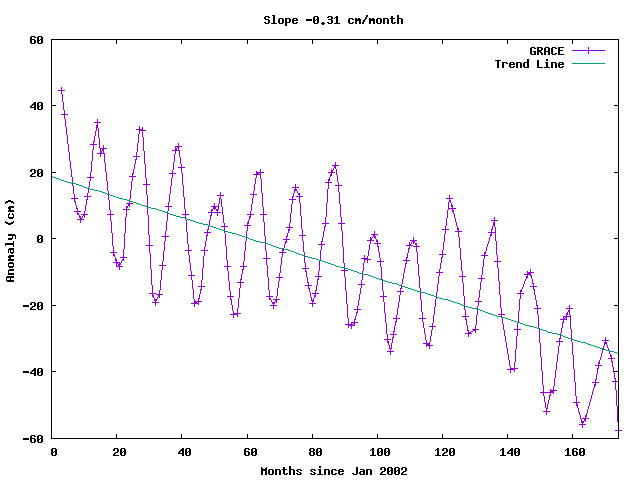 Slope -0.31 cm/month
GRACE
Trend Line
60
40
20
0
-20
-40
-60
Anomaly (cm)
0 20 40 60 80 100 120 140 160
Months since Jan 2002